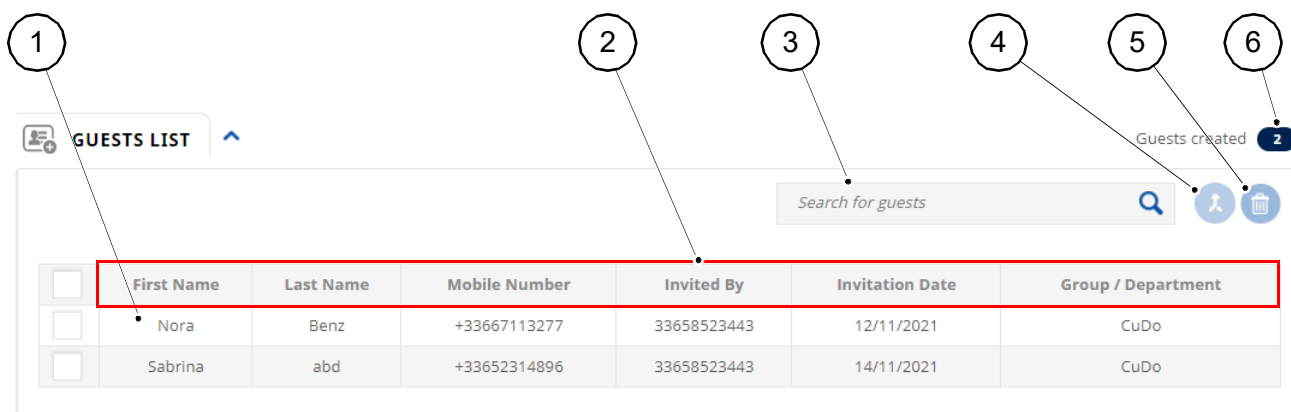 1 2 3 4 5 6
GUESTS LIST Guests created 2
Search for guests
First Name Last Name Mobile Number Invited By Invitation Date Group / Department
Nora Benz +33667113277 33658523443 12/11/2021 CuDo
Sabrina abd +33652314896 33658523443 14/11/2021 CuDo